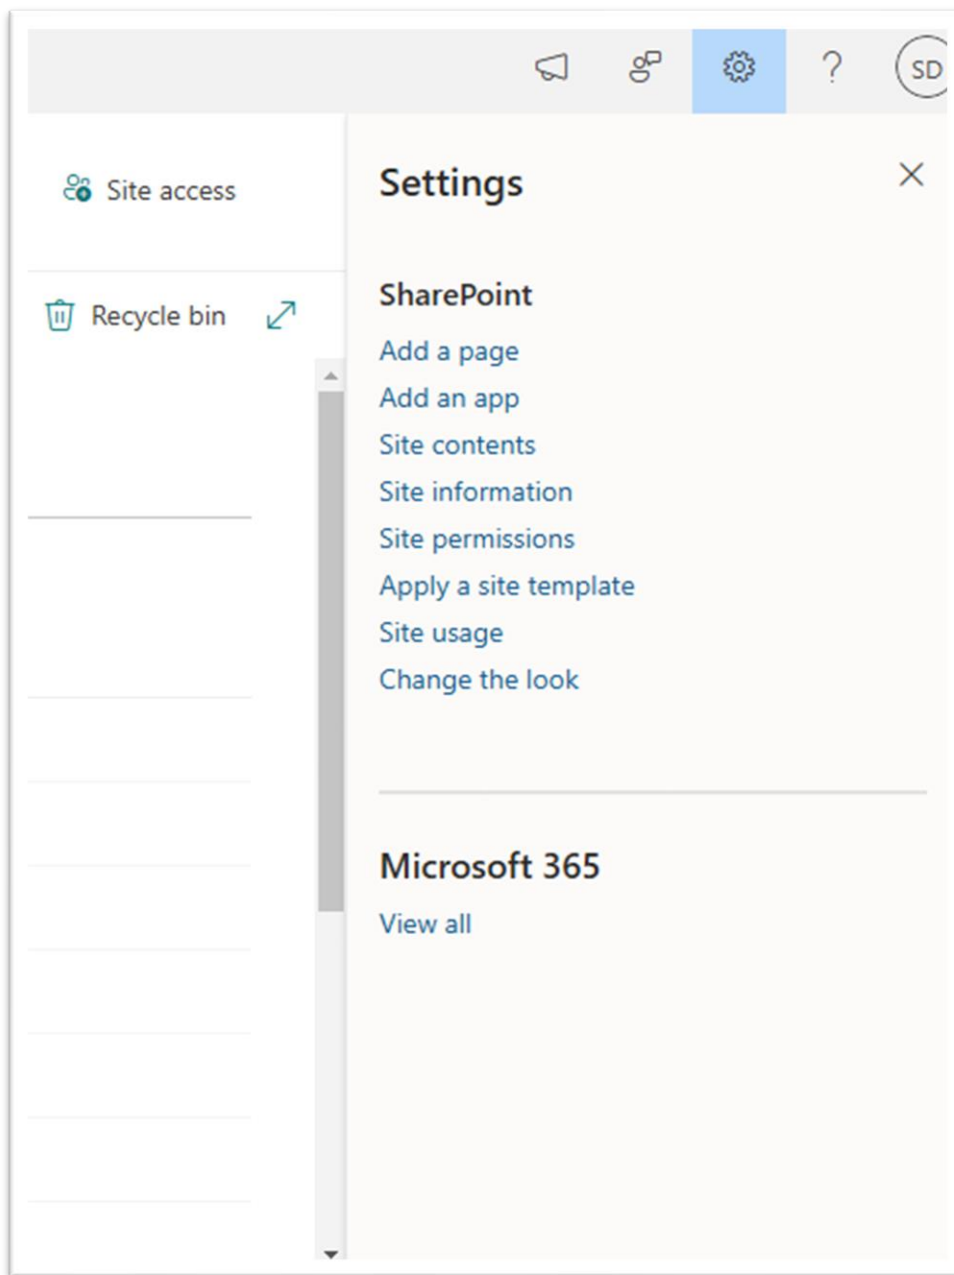 ?
SD
Site access
Recycle bin
Settings
SharePoint
Add a page
Add an app
Site contents
Site information
Site permissions
Apply a site template
Site usage
Change the look
Microsoft 365
View all